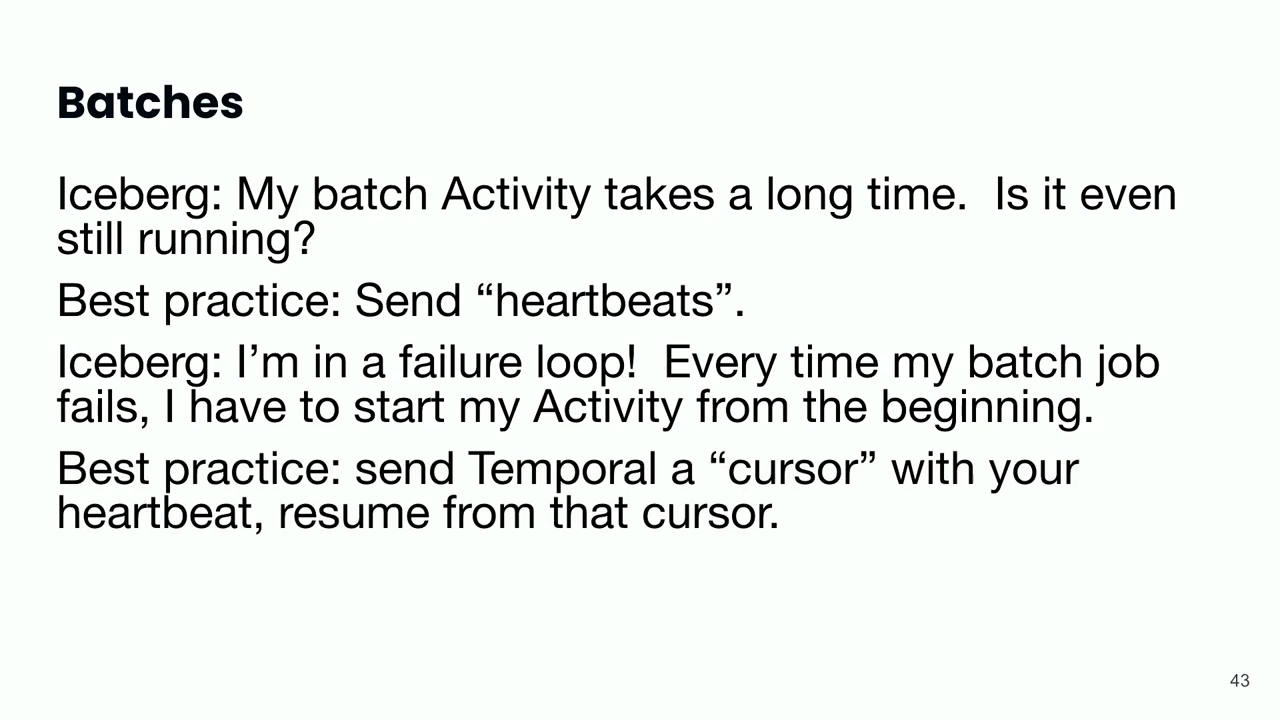 Batches
Iceberg: My batch Activity takes a long time.  Is it even
still running?
Best practice: Send “heartbeats”.
Iceberg: I’m in a failure loop!  Every time my batch job
fails, I have to start my Activity from the beginning.
Best practice: send Temporal a “cursor” with your
heartbeat, resume from that cursor.
43